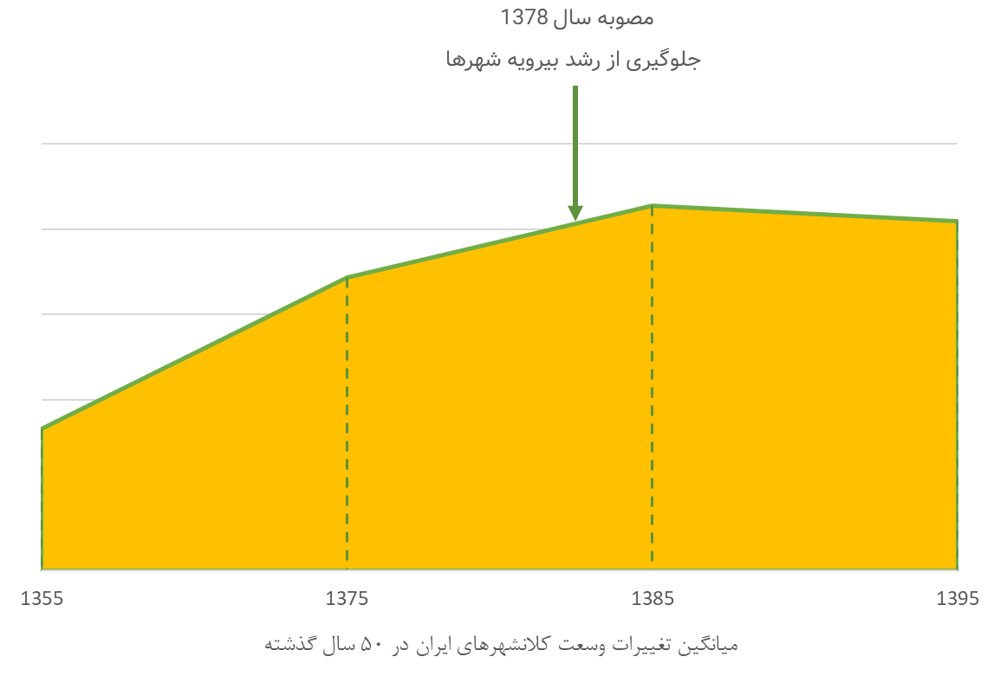 مصوبه سال 1378
جلوگیری از رشد بیرویه شهرها
1355
1375
1385
1395
میانگین تغییرات وسعت کلانشهرهای ایران در ۵۰ سال گذشته